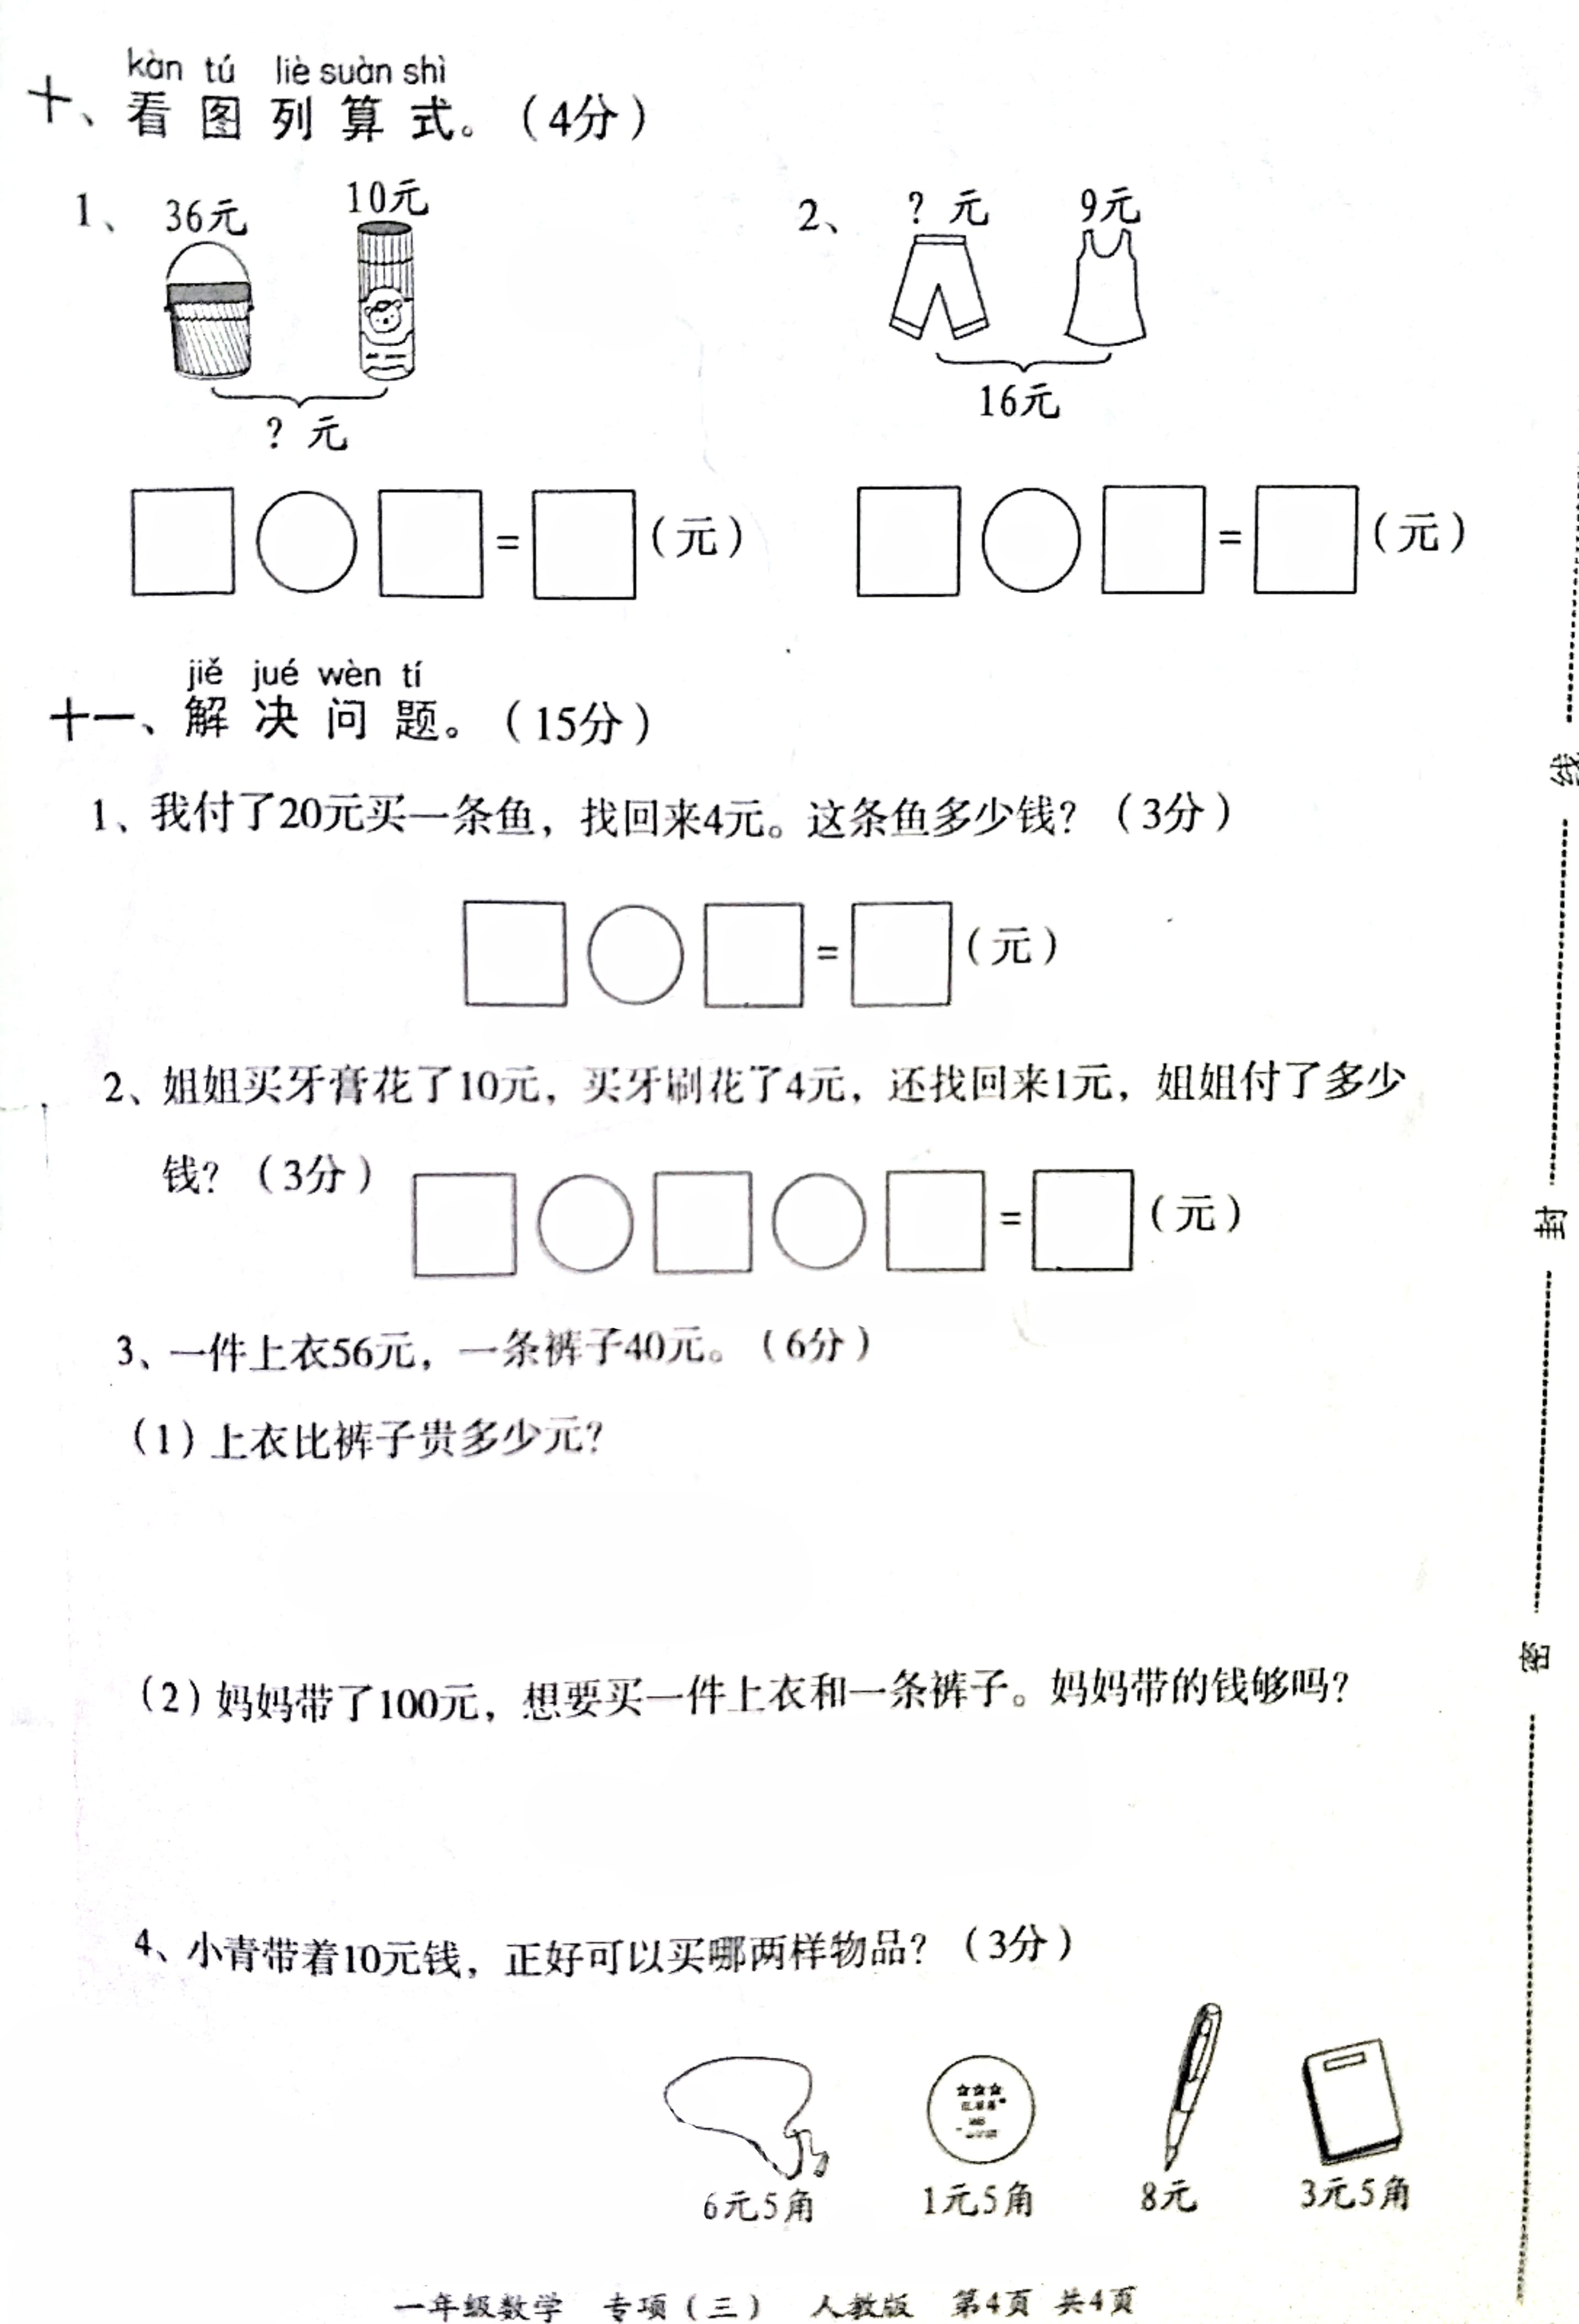 kàn tú liè suàn shì
十、看图列算式。（4分）
1、 36元 10元
？元
2、 ？元 9元
16元
= （元） = （元）
jiě jué wèn tí
十一、解决问题。（15分）
1、我付了20元买一条鱼，找回来4元。这条鱼多少钱？（3分）
= （元）
2、姐姐买牙膏花了10元，买牙刷花了4元，还找回来1元，姐姐付了多少
钱？（3分）
= （元）
3、一件上衣56元，一条裤子40元。（6分）
（1）上衣比裤子贵多少元？
（2）妈妈带了100元，想要买一件上衣和一条裤子。妈妈带的钱够吗？
4、小青带着10元钱，正好可以买哪两样物品？（3分）
☆☆☆
6元5角 1元5角 8元 3元5角
一年级数学 专项（三） 人教版 第4页 共4页
线
封
密